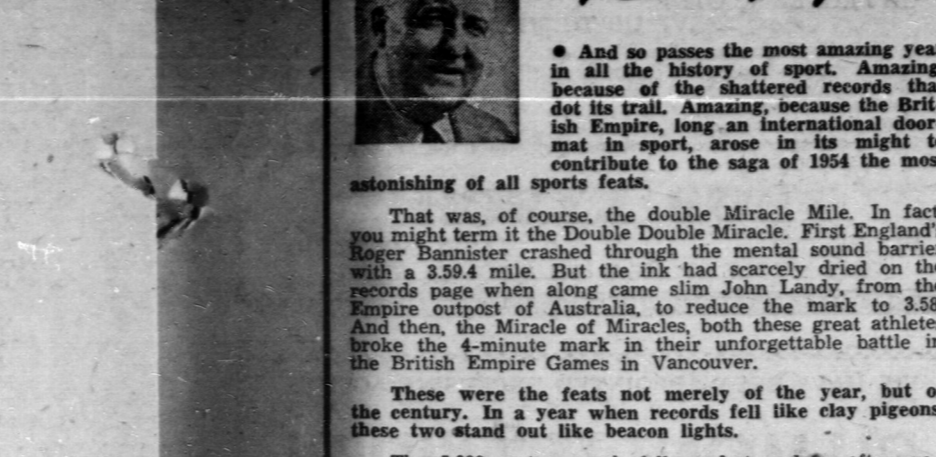 ● And so passes the most amazing yea
in all the history of sport. Amazing
because of the shattered records tha
dot its trail. Amazing, because the Brit
ish Empire, long an international door
mat in sport, arose in its might t
contribute to the saga of 1954 the mos
astonishing of all sports feats.
That was, of course, the double Miracle Mile. In fact
you might term it the Double Double Miracle. First England'
Roger Bannister crashed through the mental sound barrie
with a 3.59.4 mile. But the ink had scarcely dried on the
records page when along came slim John Landy, from the
Empire outpost of Australia, to reduce the mark to 3.58
And then, the Miracle of Miracles, both these great athlete
broke the 4-minute mark in their unforgettable battle in
the British Empire Games in Vancouver.
These were the feats not merely of the year, but o
the century. In a year when records fell like clay pigeons
these two stand out like beacon lights.